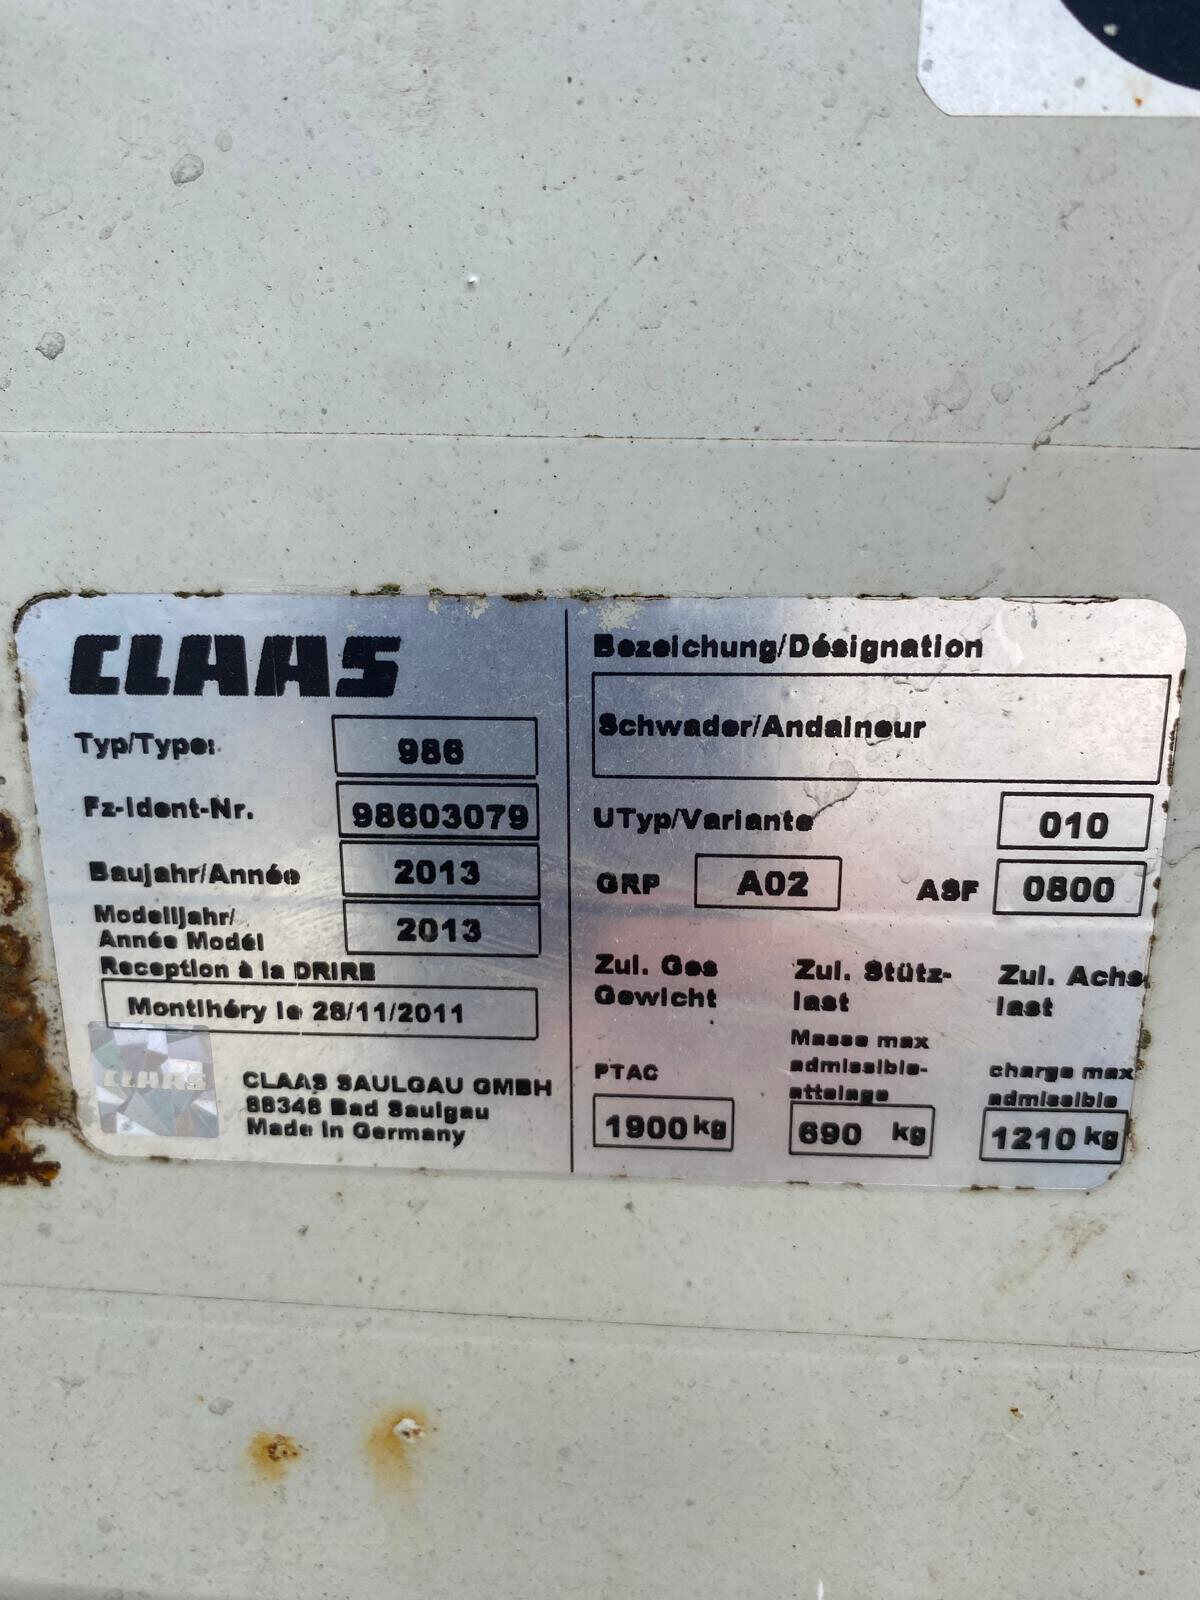 CLAAS
Typ/Type: 986
Fz-Ident-Nr. 98603079
Baujahr/Année 2013
Modelljahr/
Année Modél 2013
Reception à la DRIRE
Montlhéry le 28/11/2011
CLAAS
CLAAS SAULGAU GMBH
88348 Bad Saulgau
Made in Germany
Bezeichung/Désignation
Schwader/Andaineur
UTyp/Variante 010
GRP A02 ASF 0800
Zul. Ges
Gewicht
PTAC
1900 kg
Zul. Stütz-
last
Masse max
admissible-
attelage
690 kg
Zul. Achs
last
charge max
admissible
1210 kg